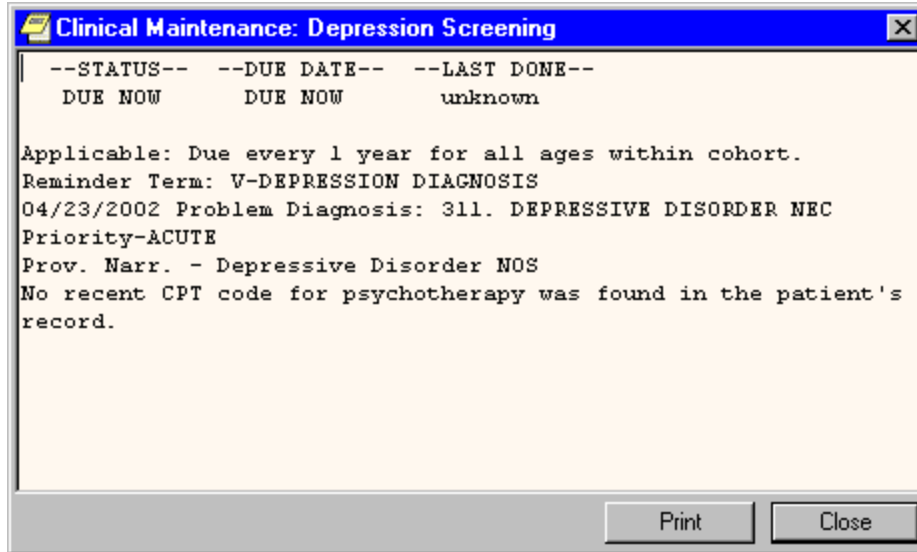 Clinical Maintenance: Depression Screening
--STATUS-- --DUE DATE-- --LAST DONE--
DUE NOW DUE NOW unknown
Applicable: Due every 1 year for all ages within cohort.
Reminder Term: V-DEPRESSION DIAGNOSIS
04/23/2002 Problem Diagnosis: 311. DEPRESSIVE DISORDER NEC
Priority-ACUTE
Prov. Narr. - Depressive Disorder NOS
No recent CPT code for psychotherapy was found in the patient's
record.
Print Close